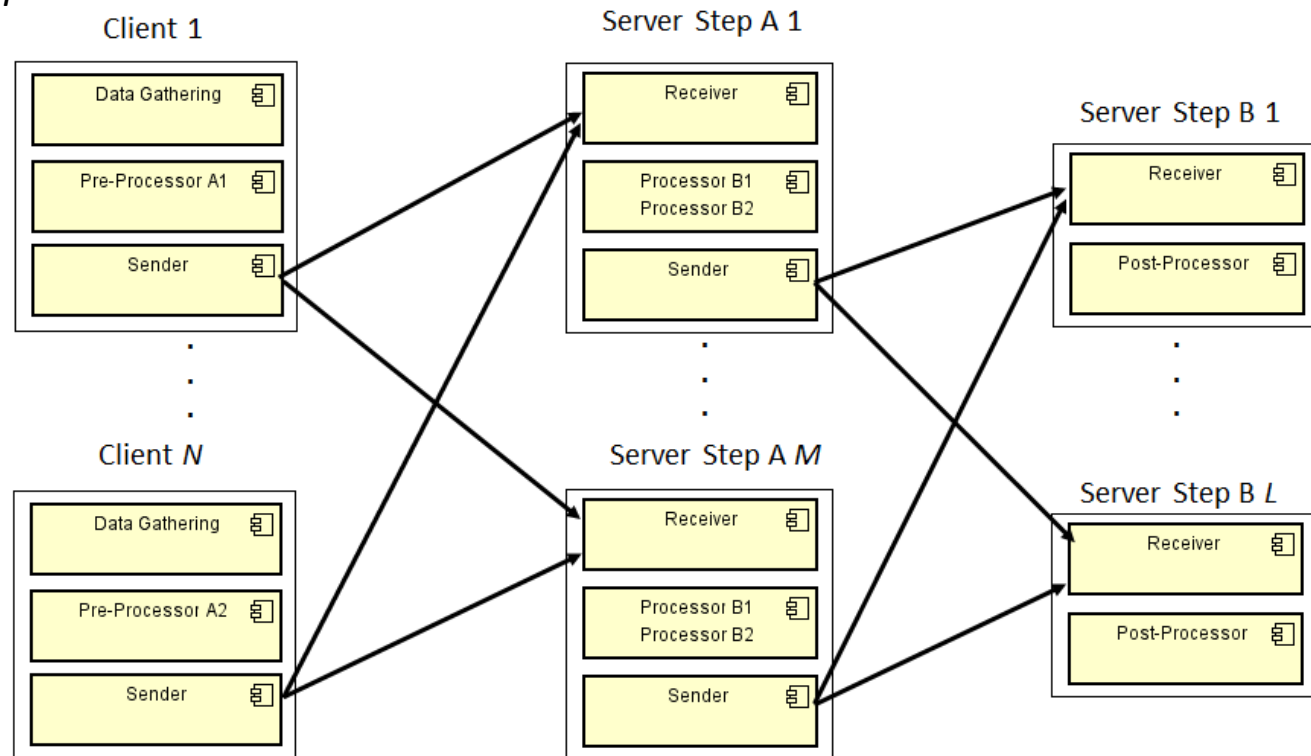 Client 1
Data Gathering
Pre-Processor A1
Sender
Client N
Data Gathering
Pre-Processor A2
Sender
Server Step A 1
Receiver
Processor B1
Processor B2
Sender
Server Step A M
Receiver
Processor B1
Processor B2
Sender
Server Step B 1
Receiver
Post-Processor
Server Step B L
Receiver
Post-Processor